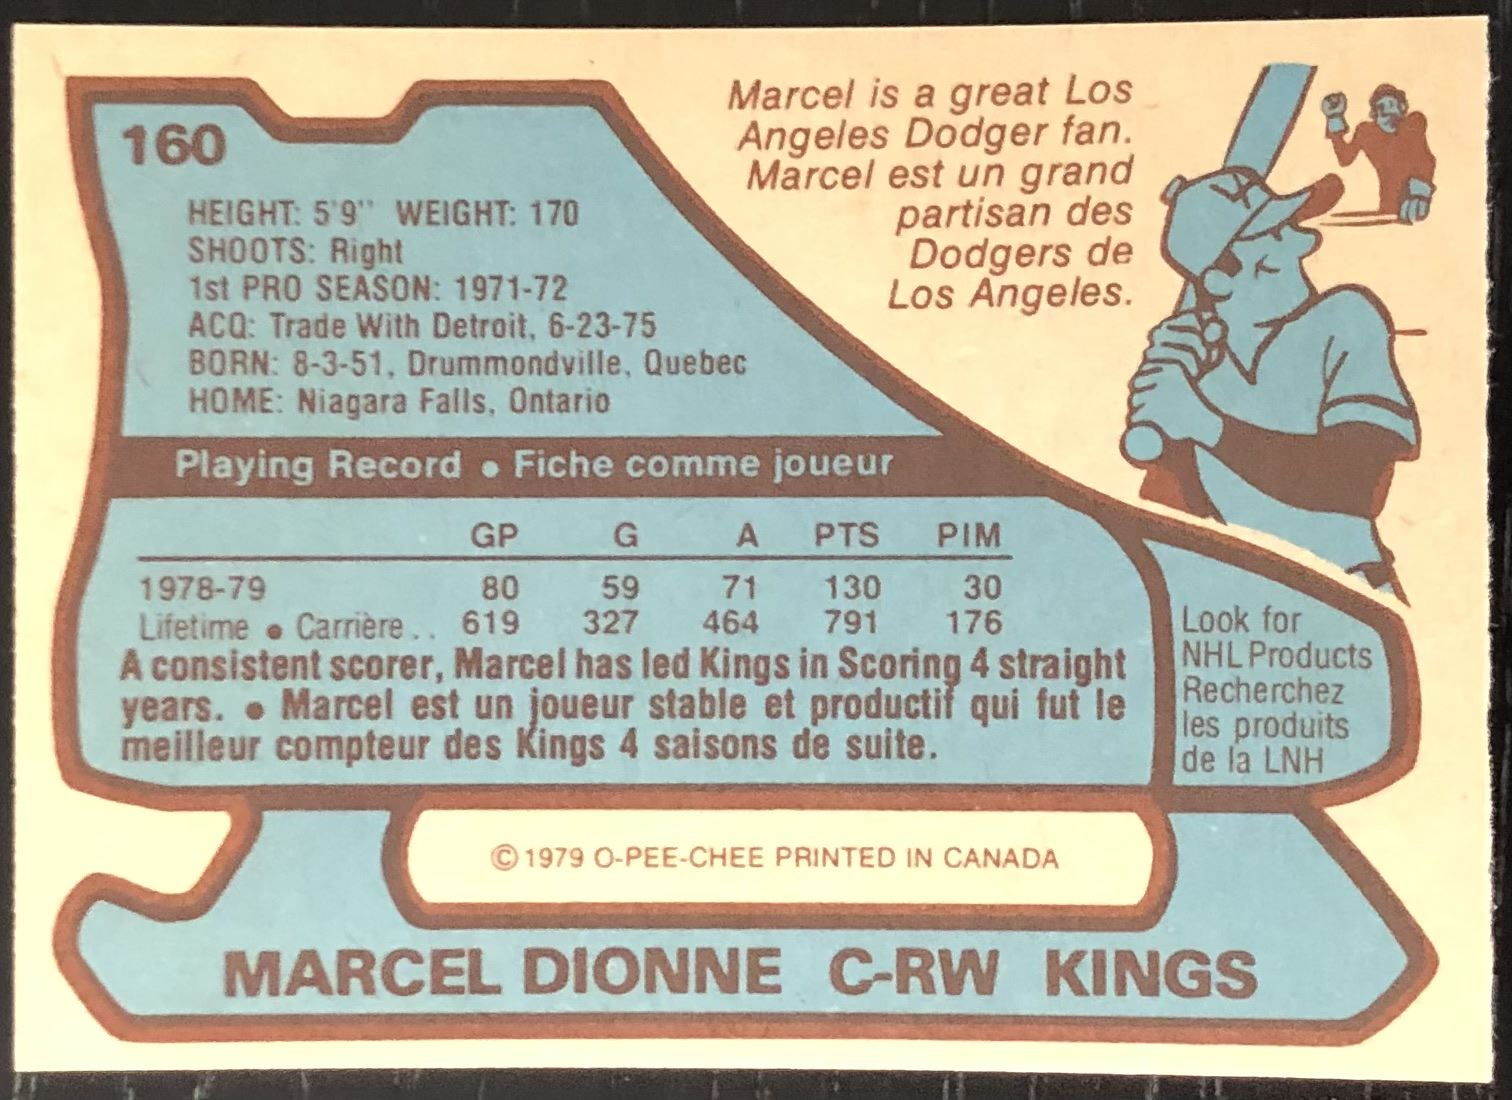 160
HEIGHT: 5'9" WEIGHT: 170
SHOOTS: Right
1st PRO SEASON: 1971-72
ACQ: Trade With Detroit, 6-23-75
BORN: 8-3-51, Drummondville, Quebec
HOME: Niagara Falls, Ontario
Marcel is a great Los
Angeles Dodger fan.
Marcel est un grand
partisan des
Dodgers de
Los Angeles.
Playing Record • Fiche comme joueur
GP G A PTS PIM
1978-79 80 59 71 130 30
Lifetime • Carrière . . 619 327 464 791 176
A consistent scorer, Marcel has led Kings in Scoring 4 straight
years. • Marcel est un joueur stable et productif qui fut le
meilleur compteur des Kings 4 saisons de suite.
Look for
NHL Products
Recherchez
les produits
de la LNH
© 1979 O-PEE-CHEE PRINTED IN CANADA
MARCEL DIONNE C-RW KINGS